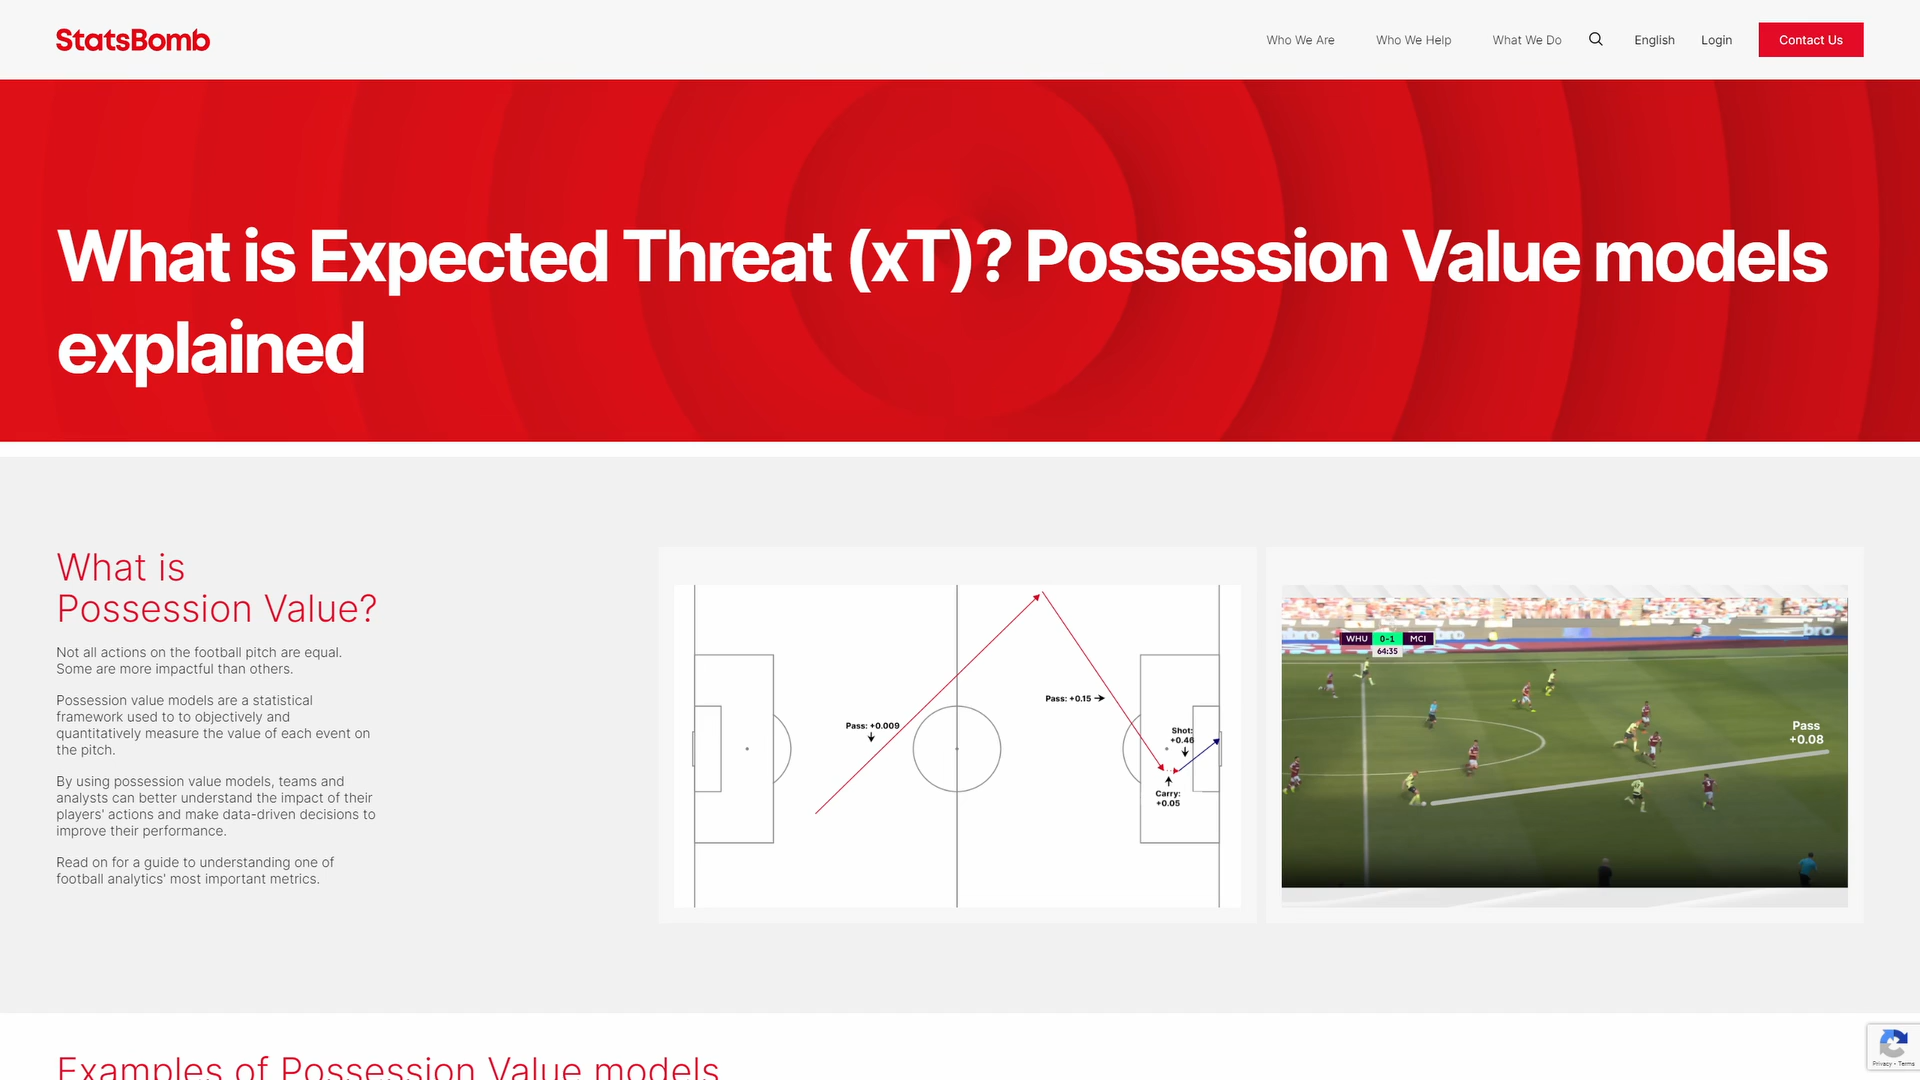 StatsBomb
Who We Are
Who We Help
What We Do
English
Login
Contact Us
What is Expected Threat (xT)? Possession Value models
explained
What is
Possession Value?
Not all actions on the football pitch are equal.
Some are more impactful than others.
Possession value models are a statistical
framework used to to objectively and
quantitatively measure the value of each event on
the pitch.
By using possession value models, teams and
analysts can better understand the impact of their
players' actions and make data-driven decisions to
improve their performance.
Read on for a guide to understanding one of
football analytics' most important metrics.
Pass: +0.009
Pass: +0.15
Shot:
+0.46
Carry:
+0.05
WHU 0-1 MCI
64:35
bro
Pass
+0.08
Examples of Possession Value models
Privacy - Terms